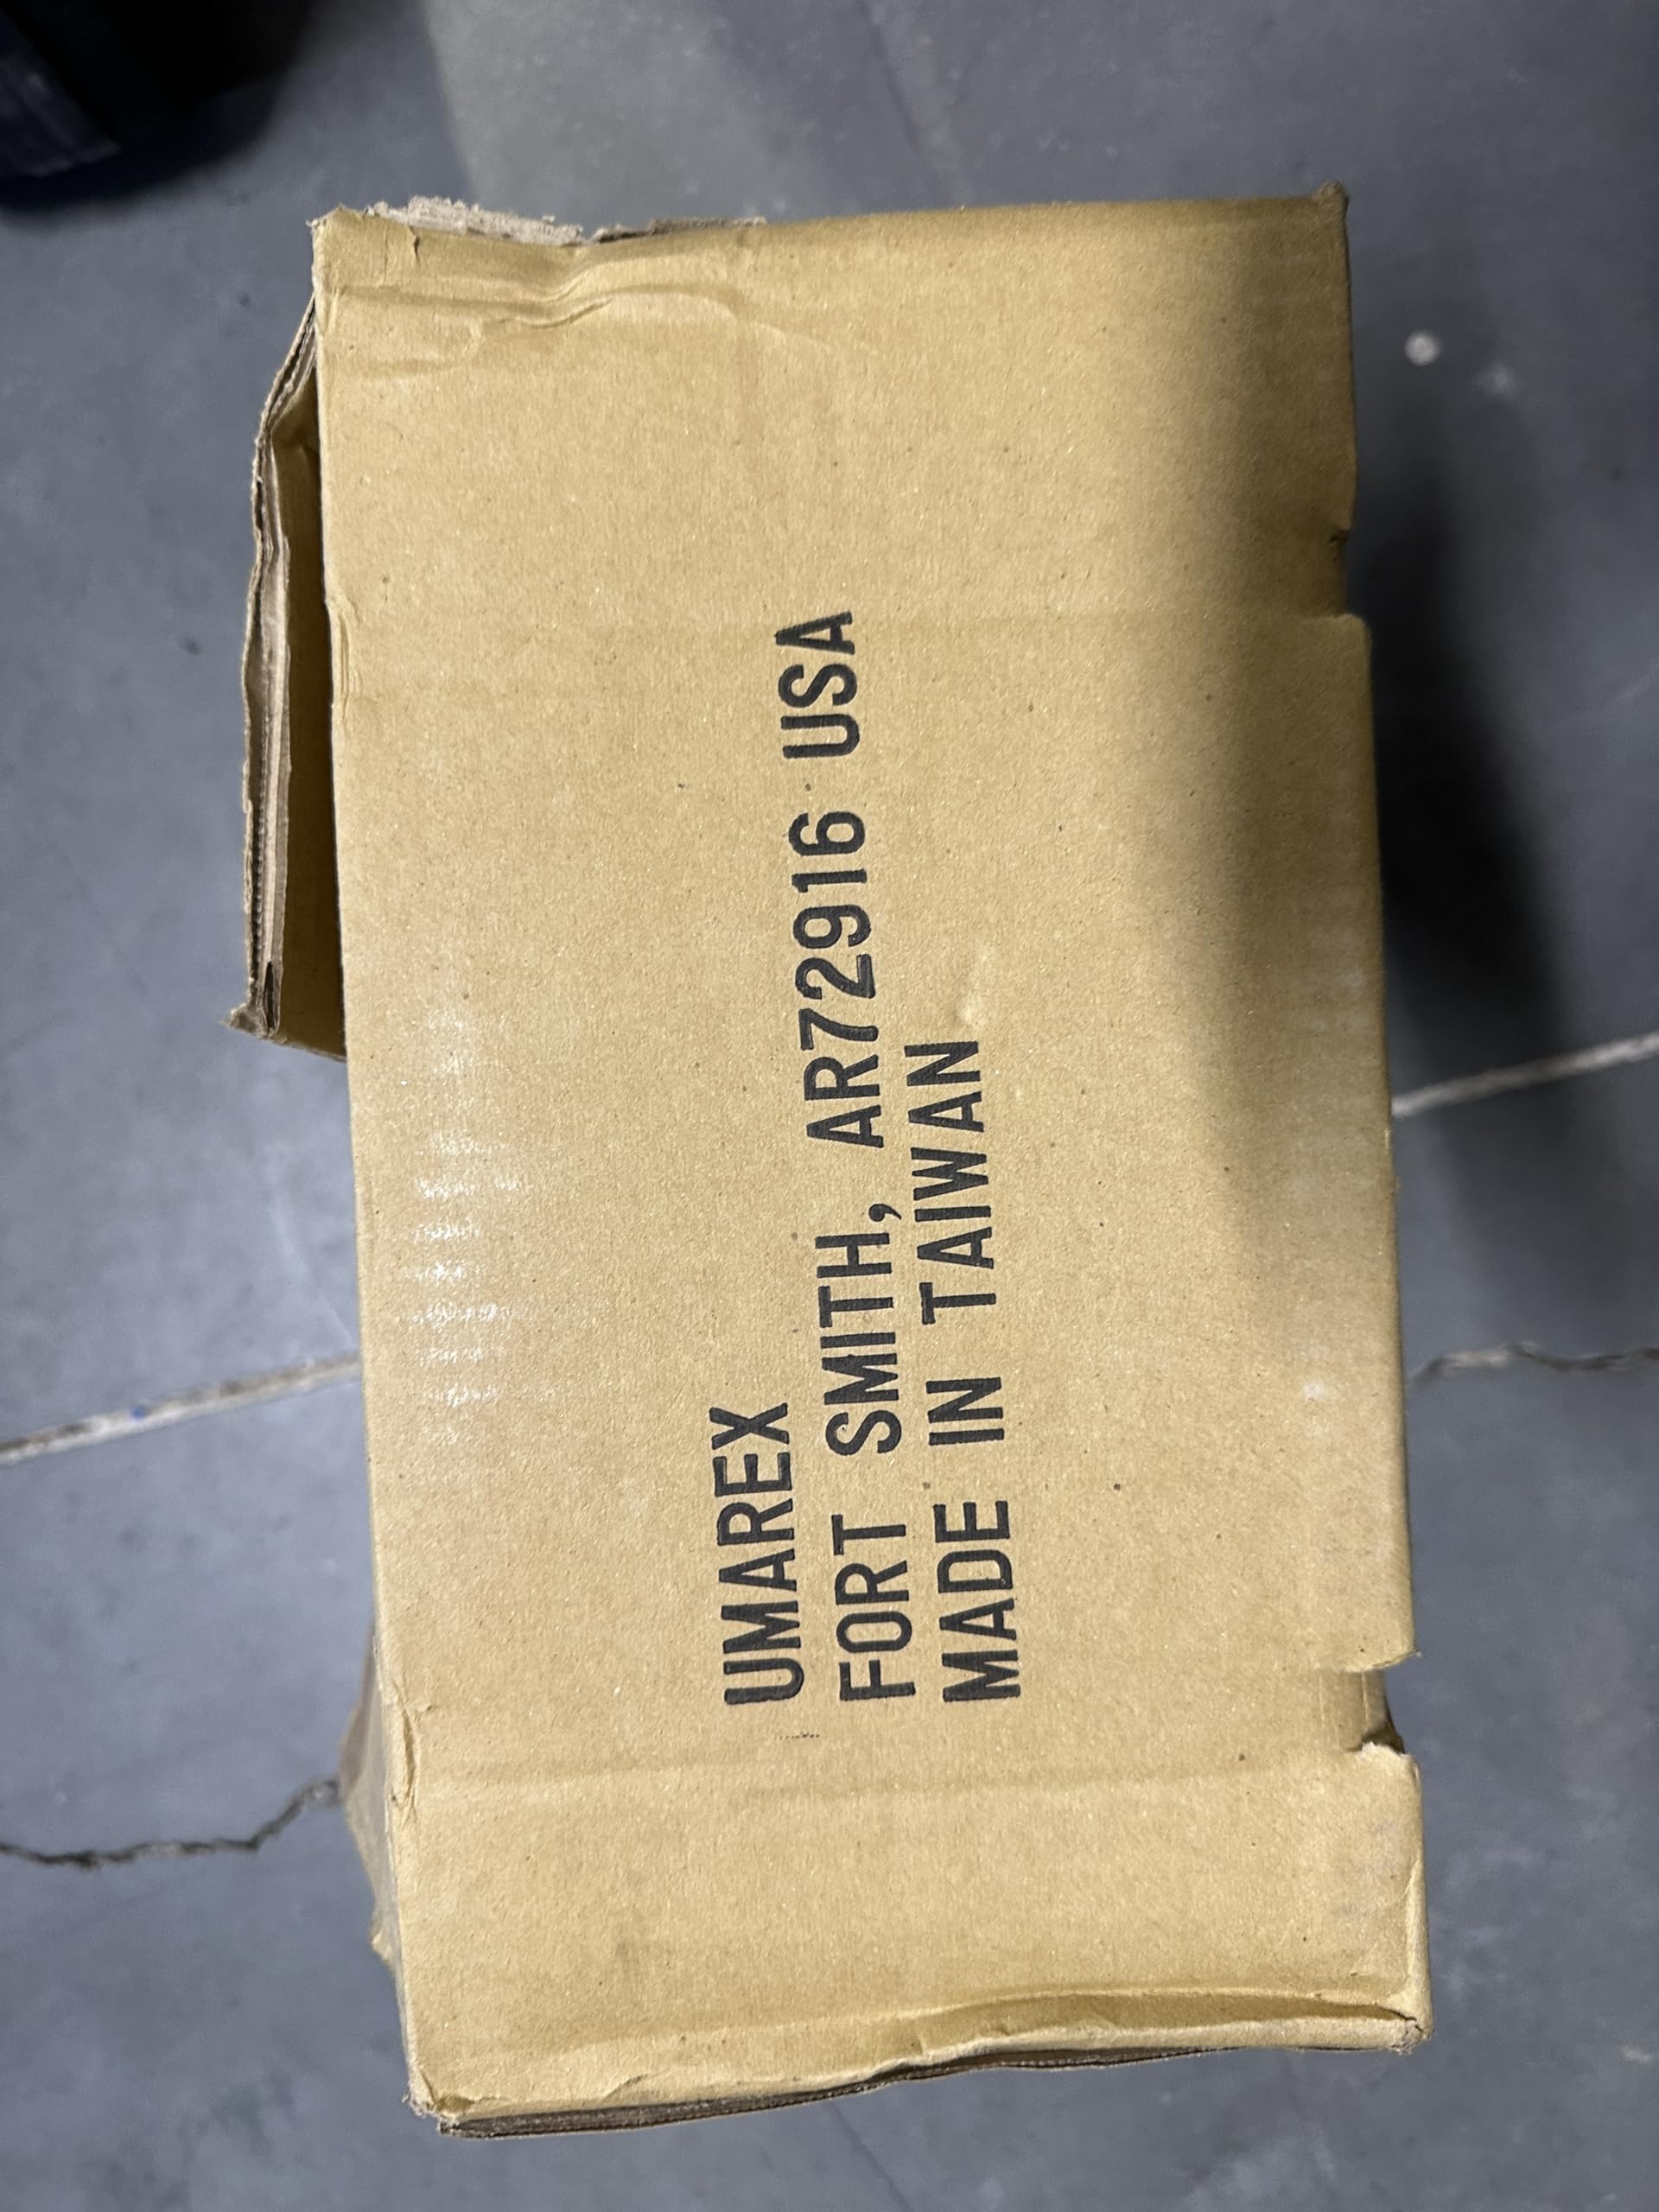 UMAREX
FORT SMITH, AR72916 USA
MADE IN TAIWAN